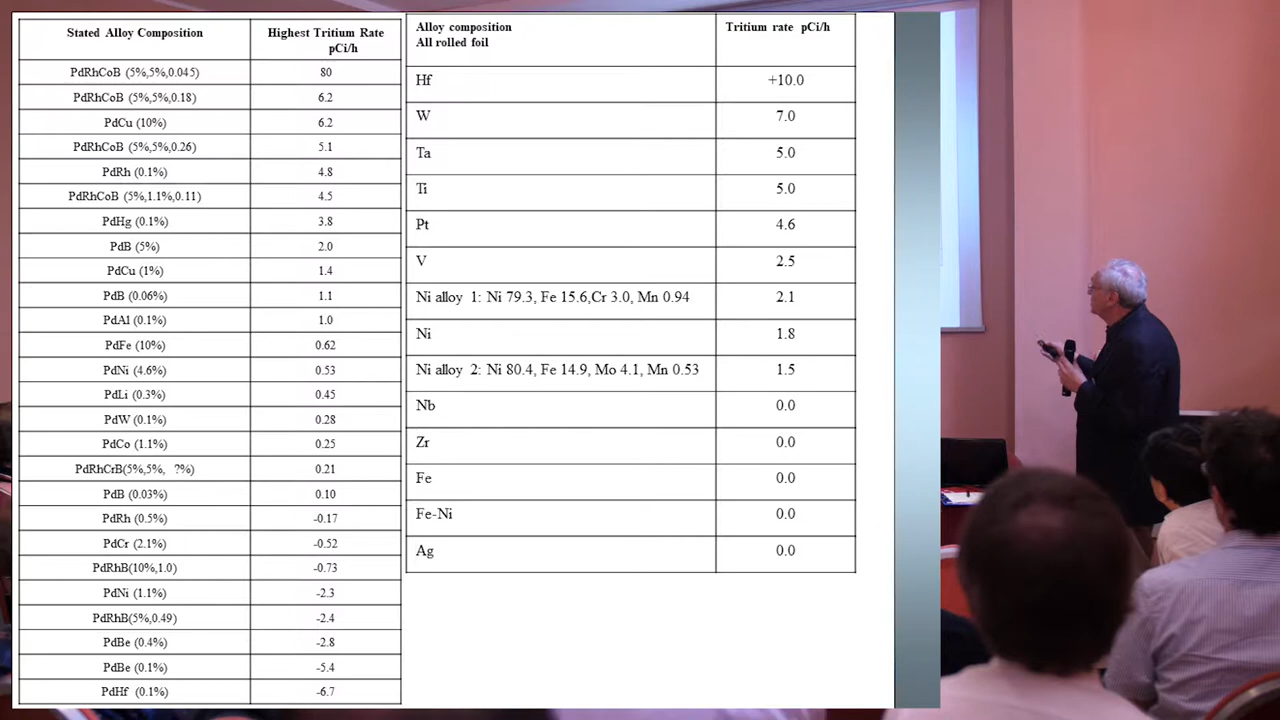 Stated Alloy Composition Highest Tritium Rate
pCi/h
PdRhCoB (5%,5%,0.045) 80
PdRhCoB (5%,5%,0.18) 6.2
PdCu (10%) 6.2
PdRhCoB (5%,5%,0.26) 5.1
PdRh (0.1%) 4.8
PdRhCoB (5%,1.1%,0.11) 4.5
PdHg (0.1%) 3.8
PdB (5%) 2.0
PdCu (1%) 1.4
PdB (0.06%) 1.1
PdAl (0.1%) 1.0
PdFe (10%) 0.62
PdNi (4.6%) 0.53
PdLi (0.3%) 0.45
PdW (0.1%) 0.28
PdCo (1.1%) 0.25
PdRhCrB(5%,5%, ?%) 0.21
PdB (0.03%) 0.10
PdRh (0.5%) -0.17
PdCr (2.1%) -0.52
PdRhB(10%,1.0) -0.73
PdNi (1.1%) -2.3
PdRhB(5%,0.49) -2.4
PdBe (0.4%) -2.8
PdBe (0.1%) -5.4
PdHf (0.1%) -6.7
Alloy composition Tritium rate pCi/h
All rolled foil
Hf +10.0
W 7.0
Ta 5.0
Ti 5.0
Pt 4.6
V 2.5
Ni alloy 1: Ni 79.3, Fe 15.6,Cr 3.0, Mn 0.94 2.1
Ni 1.8
Ni alloy 2: Ni 80.4, Fe 14.9, Mo 4.1, Mn 0.53 1.5
Nb 0.0
Zr 0.0
Fe 0.0
Fe-Ni 0.0
Ag 0.0